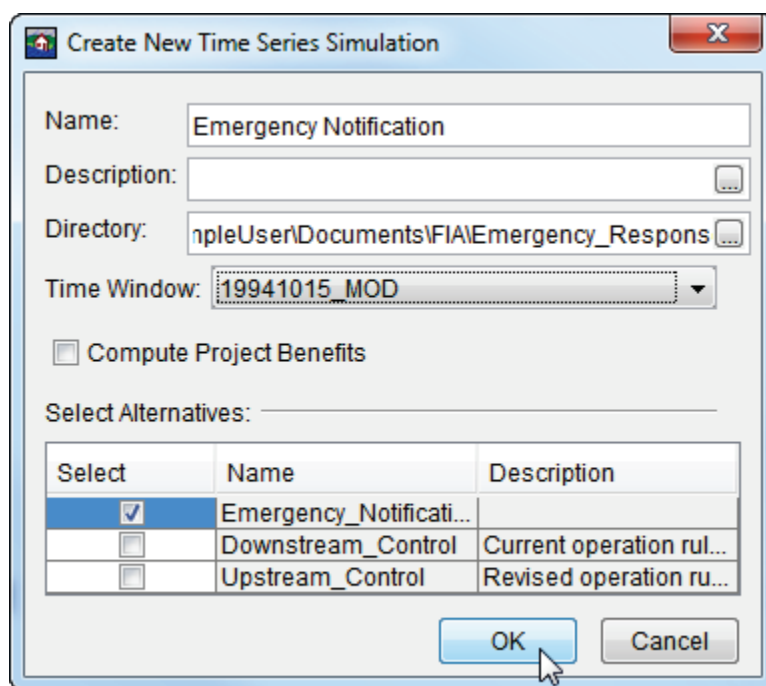 Create New Time Series Simulation
Name: Emergency Notification
Description: ...
Directory: npleUser\Documents\FIA\Emergency_Respons ...
Time Window: 19941015_MOD
Compute Project Benefits
Select Alternatives:
Select Name Description
Emergency_Notificati...
Downstream_Control Current operation rul...
Upstream_Control Revised operation ru...
OK Cancel